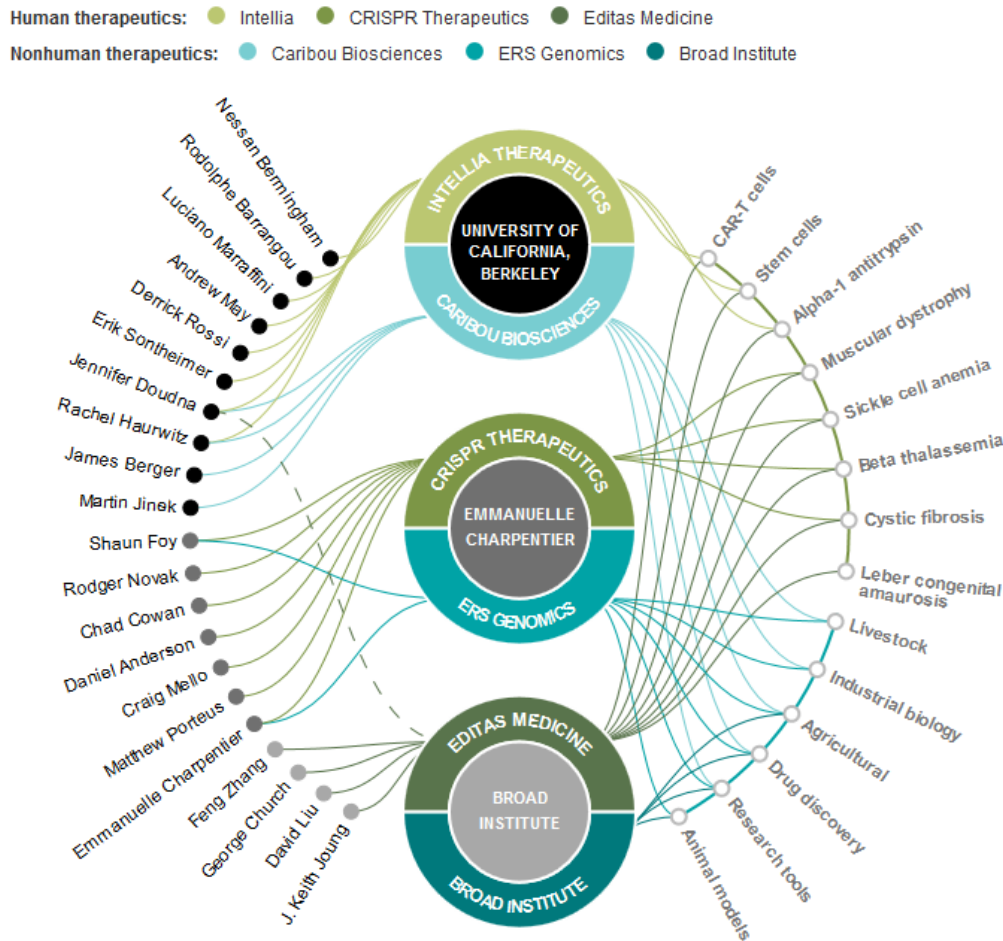 Human therapeutics: Intellia CRISPR Therapeutics Editas Medicine
Nonhuman therapeutics: Caribou Biosciences ERS Genomics Broad Institute
Nessan Bermingham
Rodolphe Barrangou
Luciano Marraffini
Andrew May
Derrick Rossi
Erik Sontheimer
Jennifer Doudna
Rachel Haurwitz
James Berger
Martin Jinek
Shaun Foy
Rodger Novak
Chad Cowan
Daniel Anderson
Craig Mello
Matthew Porteus
Emmanuelle Charpentier
Feng Zhang
George Church
David Liu
J. Keith Joung
INTELLIA THERAPEUTICS
UNIVERSITY OF
CALIFORNIA,
BERKELEY
CARIBOU BIOSCIENCES
CRISPR THERAPEUTICS
EMMANUELLE
CHARPENTIER
ERS GENOMICS
EDITAS MEDICINE
BROAD
INSTITUTE
BROAD INSTITUTE
CAR-T cells
Stem cells
Alpha-1 antitrypsin
Muscular dystrophy
Sickle cell anemia
Beta thalassemia
Cystic fibrosis
Leber congenital
amaurosis
Livestock
Industrial biology
Agricultural
Drug discovery
Research tools
Animal models